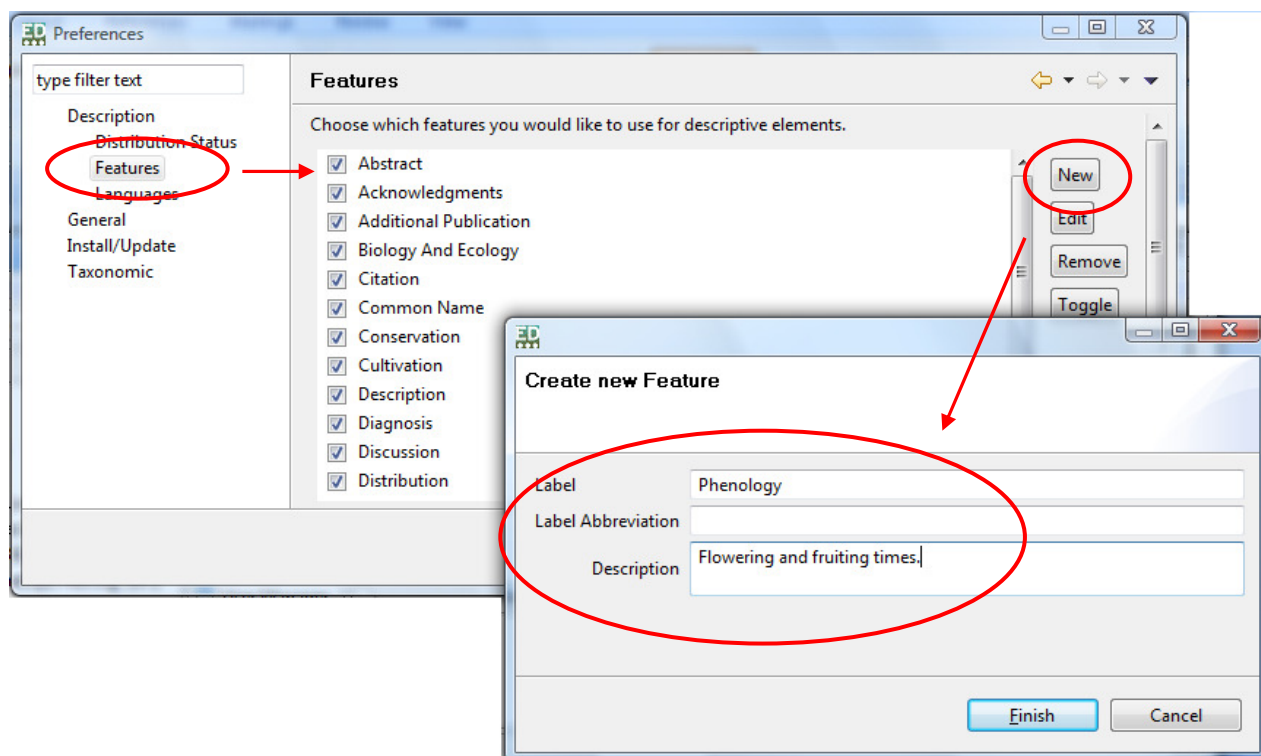 ED
Preferences
type filter text
Description
Distribution Status
Features
Languages
General
Install/Update
Taxonomic
Features
Choose which features you would like to use for descriptive elements.
Abstract
Acknowledgments
Additional Publication
Biology And Ecology
Citation
Common Name
Conservation
Cultivation
Description
Diagnosis
Discussion
Distribution
New
Edit
Remove
Toggle
ED
Create new Feature
Label Phenology
Label Abbreviation
Description Flowering and fruiting times.
Finish Cancel